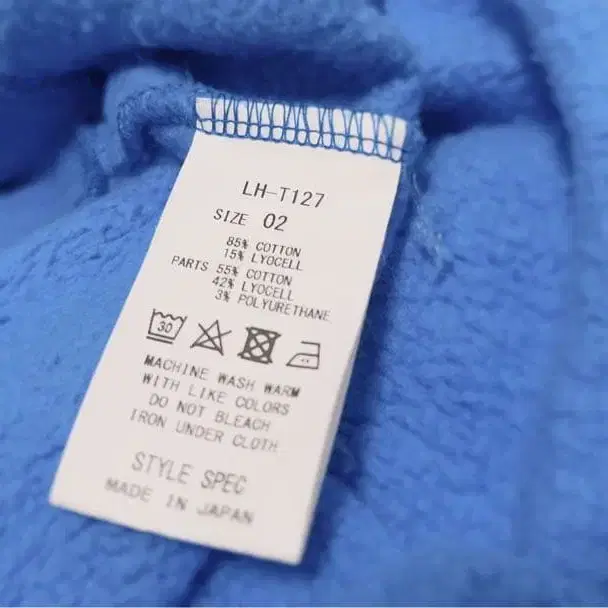 LH-T127
SIZE 02
85% COTTON
15% LYOCELL
PARTS 55% COTTON
42% LYOCELL
3% POLYURETHANE
30
MACHINE WASH WARM
WITH LIKE COLORS
DO NOT BLEACH
IRON UNDER CLOTH
STYLE SPEC
MADE IN JAPAN